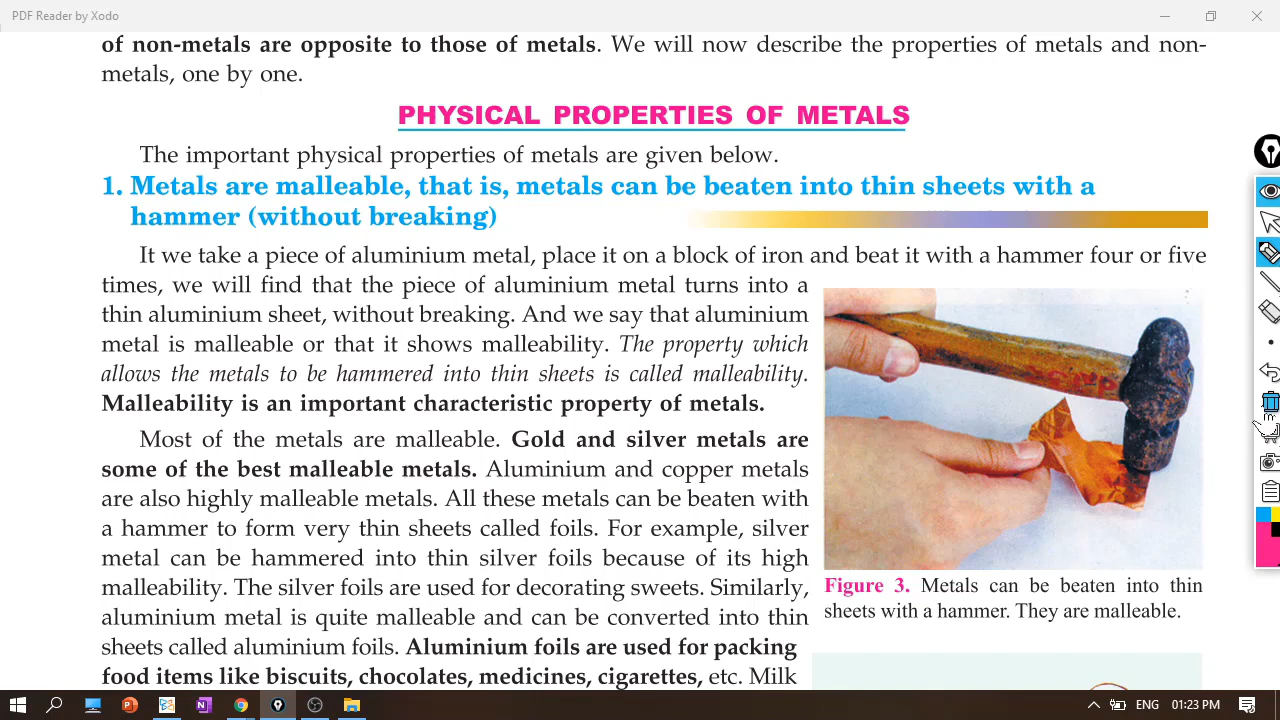 PDF Reader by Xodo
of non-metals are opposite to those of metals. We will now describe the properties of metals and non-
metals, one by one.
PHYSICAL PROPERTIES OF METALS
The important physical properties of metals are given below.
1. Metals are malleable, that is, metals can be beaten into thin sheets with a
hammer (without breaking)
It we take a piece of aluminium metal, place it on a block of iron and beat it with a hammer four or five
times, we will find that the piece of aluminium metal turns into a
thin aluminium sheet, without breaking. And we say that aluminium
metal is malleable or that it shows malleability. The property which
allows the metals to be hammered into thin sheets is called malleability.
Malleability is an important characteristic property of metals.
Most of the metals are malleable. Gold and silver metals are
some of the best malleable metals. Aluminium and copper metals
are also highly malleable metals. All these metals can be beaten with
a hammer to form very thin sheets called foils. For example, silver
metal can be hammered into thin silver foils because of its high
malleability. The silver foils are used for decorating sweets. Similarly,
aluminium metal is quite malleable and can be converted into thin
sheets called aluminium foils. Aluminium foils are used for packing
food items like biscuits, chocolates, medicines, cigarettes, etc. Milk
Figure 3. Metals can be beaten into thin
sheets with a hammer. They are malleable.
ENG 01:23 PM